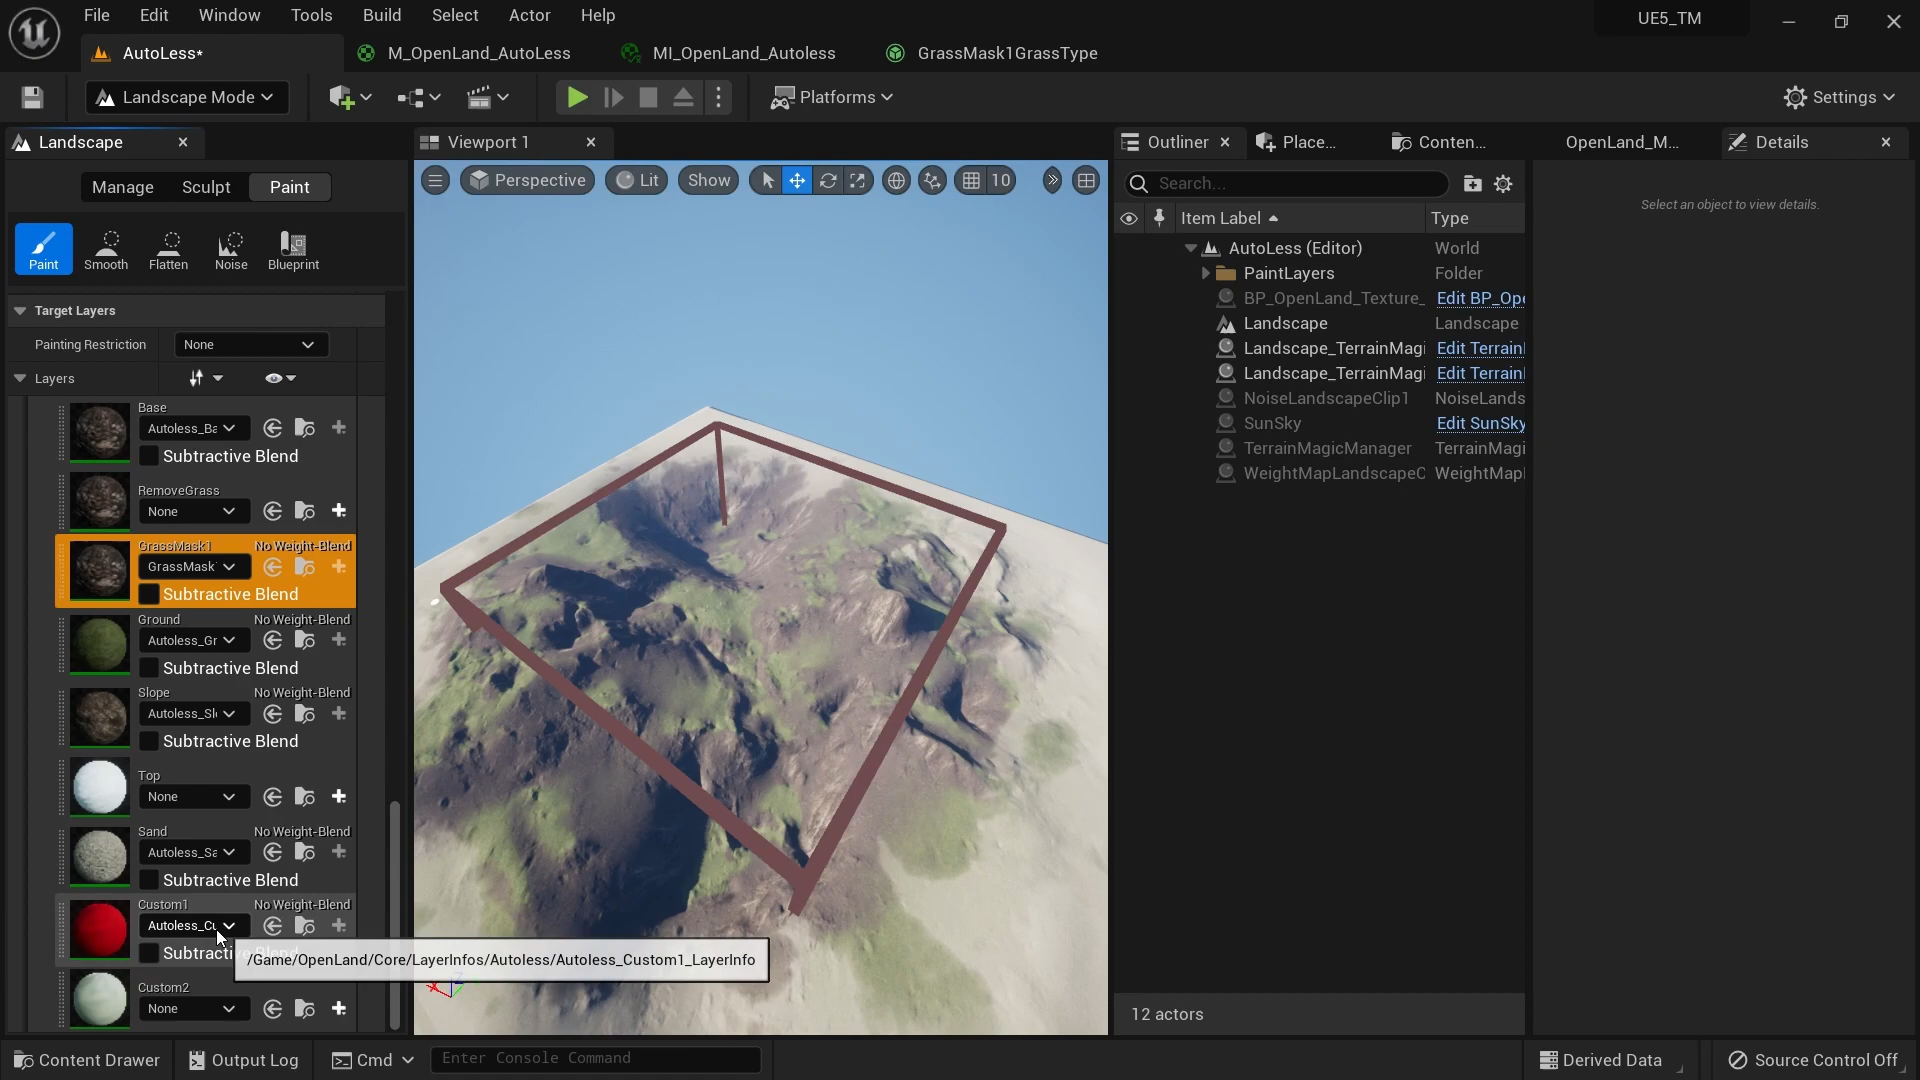 File Edit Window Tools Build Select Actor Help
UE5_TM
AutoLess*
M_OpenLand_AutoLess
MI_OpenLand_Autoless
GrassMask1GrassType
Landscape Mode
Platforms
Settings
Landscape
Viewport 1
Outliner
Place...
Conten...
OpenLand_M...
Details
Manage Sculpt Paint
Perspective
Lit
Show
10
Search...
Select an object to view details.
Item Label
Type
Paint Smooth Flatten Noise Blueprint
AutoLess (Editor) World
PaintLayers Folder
BP_OpenLand_Texture_ Edit BP_Ope
Landscape Landscape
Landscape_TerrainMagi Edit Terrain
Landscape_TerrainMagi Edit Terrain
NoiseLandscapeClip1 NoiseLands
SunSky Edit SunSky
TerrainMagicManager TerrainMagi
WeightMapLandscapeC WeightMap
Target Layers
Painting Restriction None
Layers
Base
Autoless_Ba
Subtractive Blend
RemoveGrass
None
GrassMask1 No Weight-Blend
GrassMask
Subtractive Blend
Ground No Weight-Blend
Autoless_Gr
Subtractive Blend
Slope No Weight-Blend
Autoless_Sl
Subtractive Blend
Top
None
Sand No Weight-Blend
Autoless_Sa
Subtractive Blend
Custom1 No Weight-Blend
Autoless_Cu
Subtracti
/Game/OpenLand/Core/LayerInfos/Autoless/Autoless_Custom1_LayerInfo
Custom2
None
12 actors
Content Drawer
Output Log
Cmd
Enter Console Command
Derived Data
Source Control Off